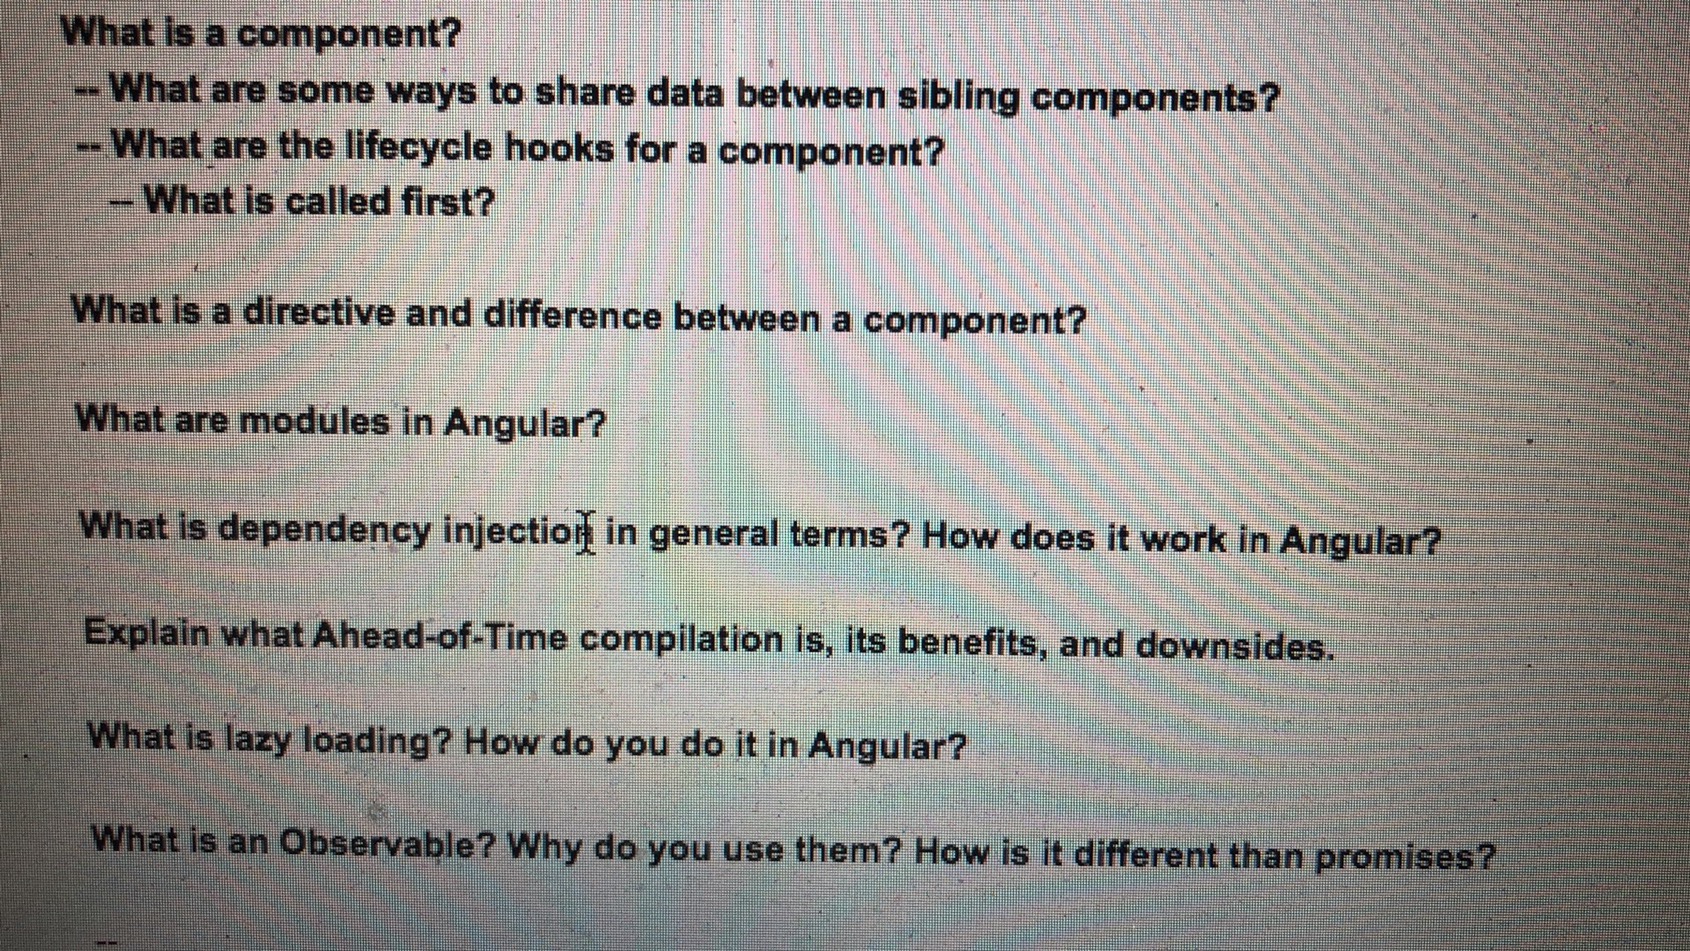 What is a component?
-- What are some ways to share data between sibling components?
-- What are the lifecycle hooks for a component?
– What is called first?
What is a directive and difference between a component?
What are modules in Angular?
What is dependency injection in general terms? How does it work in Angular?
Explain what Ahead-of-Time compilation is, its benefits, and downsides.
What is lazy loading? How do you do it in Angular?
What is an Observable? Why do you use them? How is it different than promises?
--